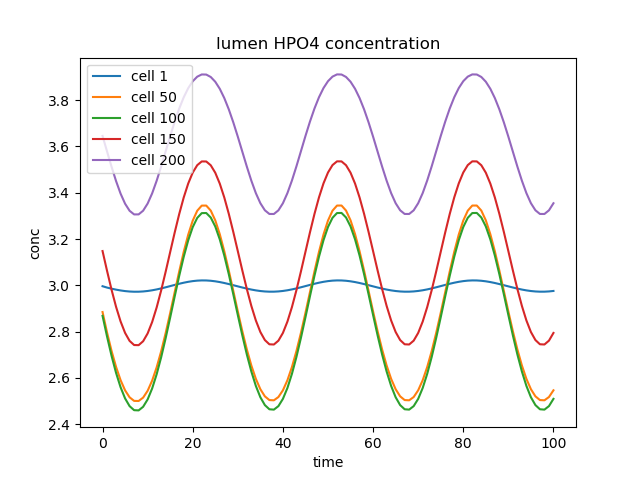 lumen HPO4 concentration
cell 1
cell 50
cell 100
cell 150
cell 200
conc
3.8
3.6
3.4
3.2
3.0
2.8
2.6
2.4
0
20
40
60
80
100
time